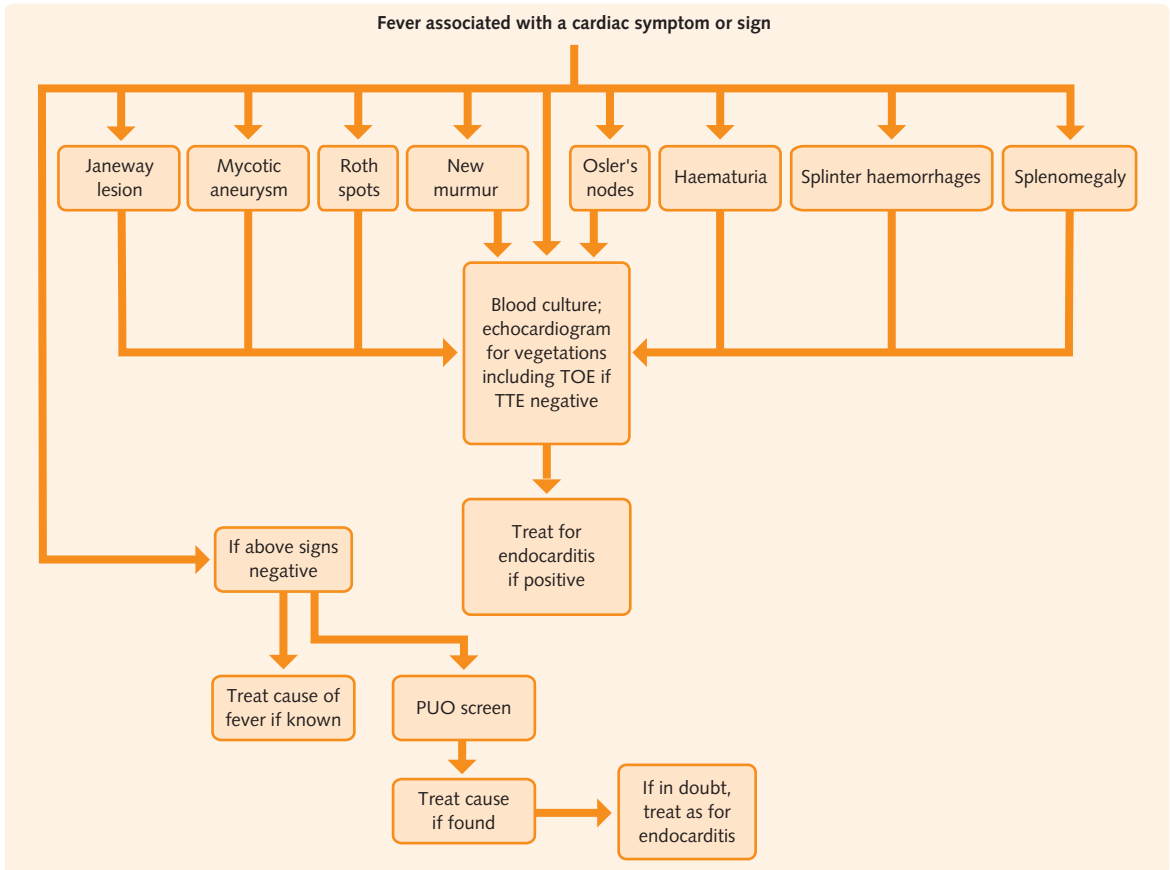 Fever associated with a cardiac symptom or sign
Janeway
lesion
Mycotic
aneurysm
Roth
spots
New
murmur
Osler's
nodes
Haematuria
Splinter haemorrhages
Splenomegaly
Blood culture;
echocardiogram
for vegetations
including TOE if
TTE negative
Treat for
endocarditis
if positive
If above signs
negative
Treat cause of
fever if known
PUO screen
Treat cause
if found
If in doubt,
treat as for
endocarditis